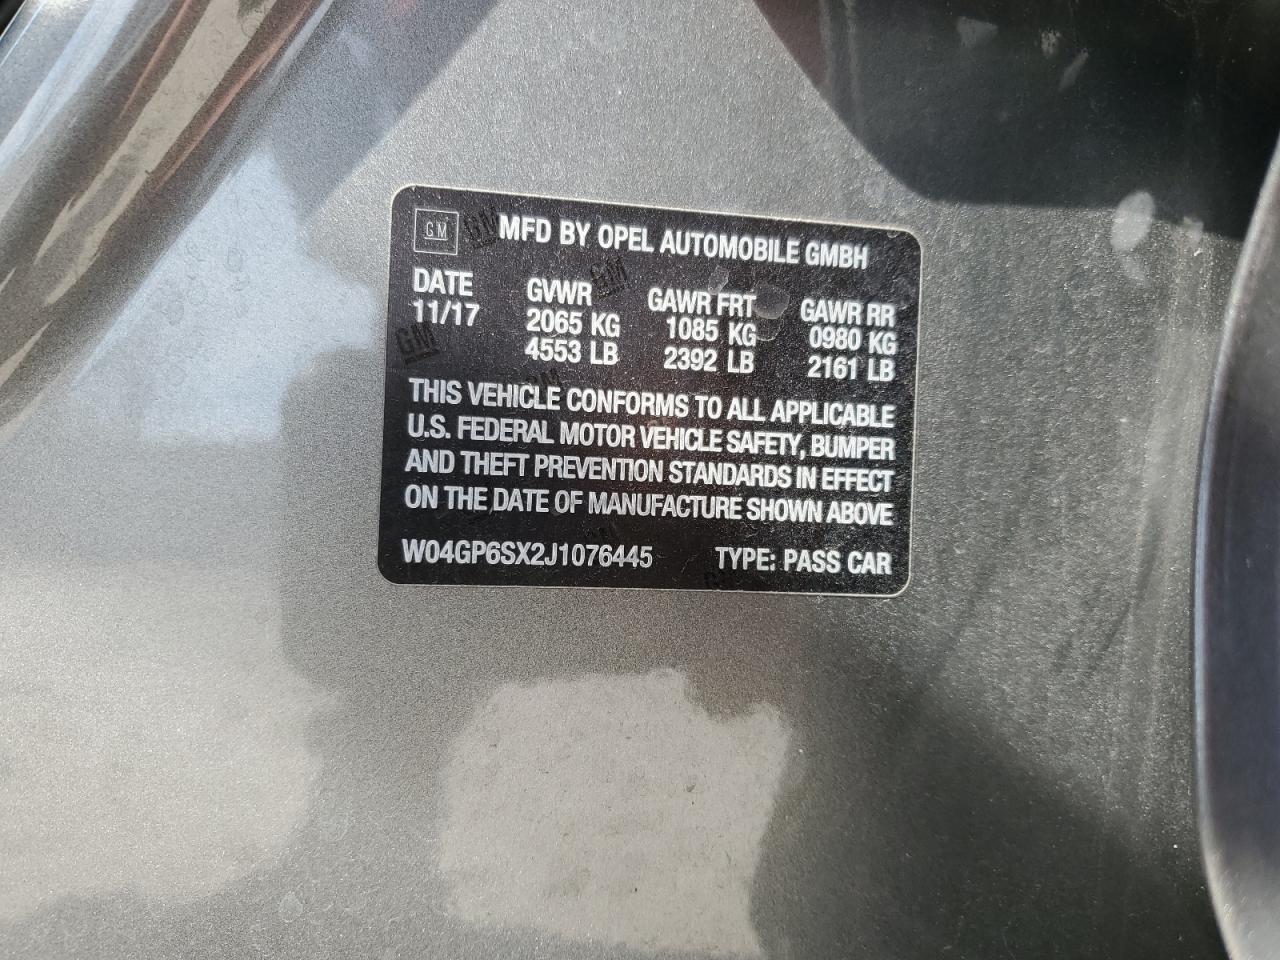 GM MFD BY OPEL AUTOMOBILE GMBH
DATE GVWR GAWR FRT GAWR RR
11/17 2065 KG 1085 KG 0980 KG
4553 LB 2392 LB 2161 LB
THIS VEHICLE CONFORMS TO ALL APPLICABLE
U.S. FEDERAL MOTOR VEHICLE SAFETY, BUMPER
AND THEFT PREVENTION STANDARDS IN EFFECT
ON THE DATE OF MANUFACTURE SHOWN ABOVE
W04GP6SX2J1076445 TYPE: PASS CAR